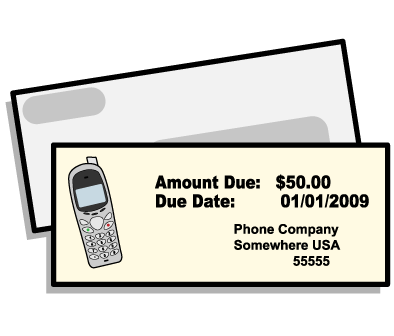 Amount Due: $50.00
Due Date: 01/01/2009
Phone Company
Somewhere USA
55555